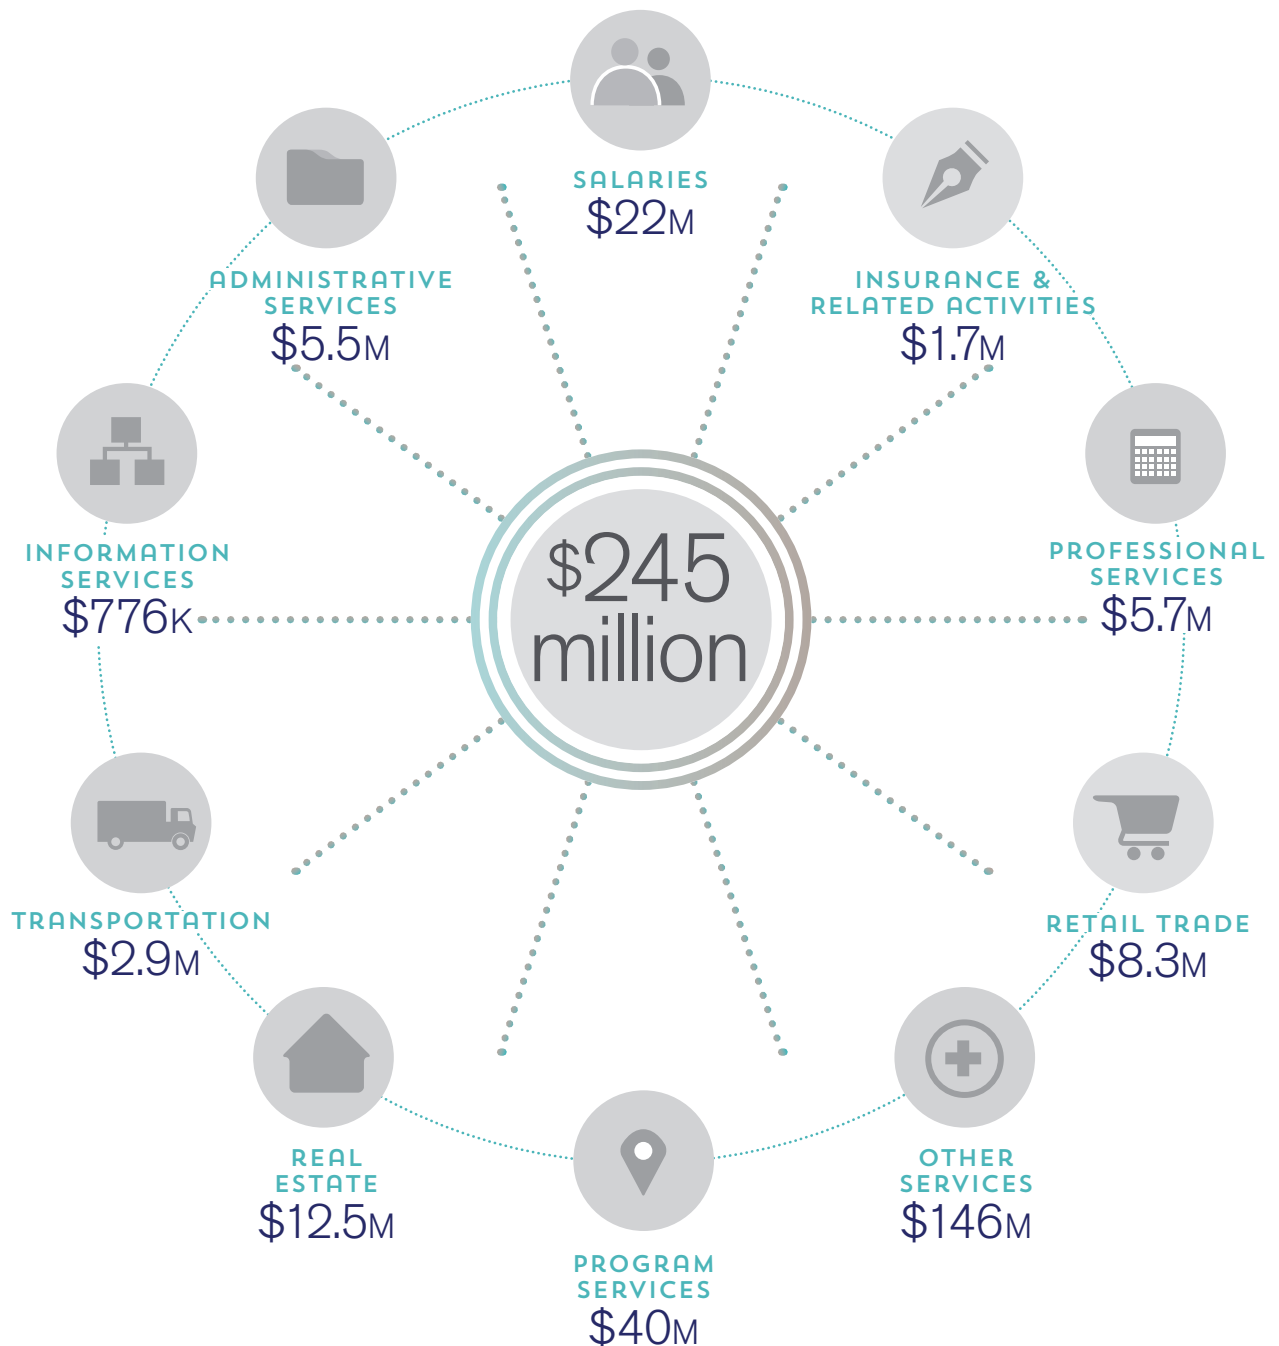 SALARIES
$22M
INSURANCE &
RELATED ACTIVITIES
$1.7M
PROFESSIONAL
SERVICES
$5.7M
RETAIL TRADE
$8.3M
OTHER
SERVICES
$146M
PROGRAM
SERVICES
$40M
REAL
ESTATE
$12.5M
TRANSPORTATION
$2.9M
INFORMATION
SERVICES
$776K
ADMINISTRATIVE
SERVICES
$5.5M
$245
million